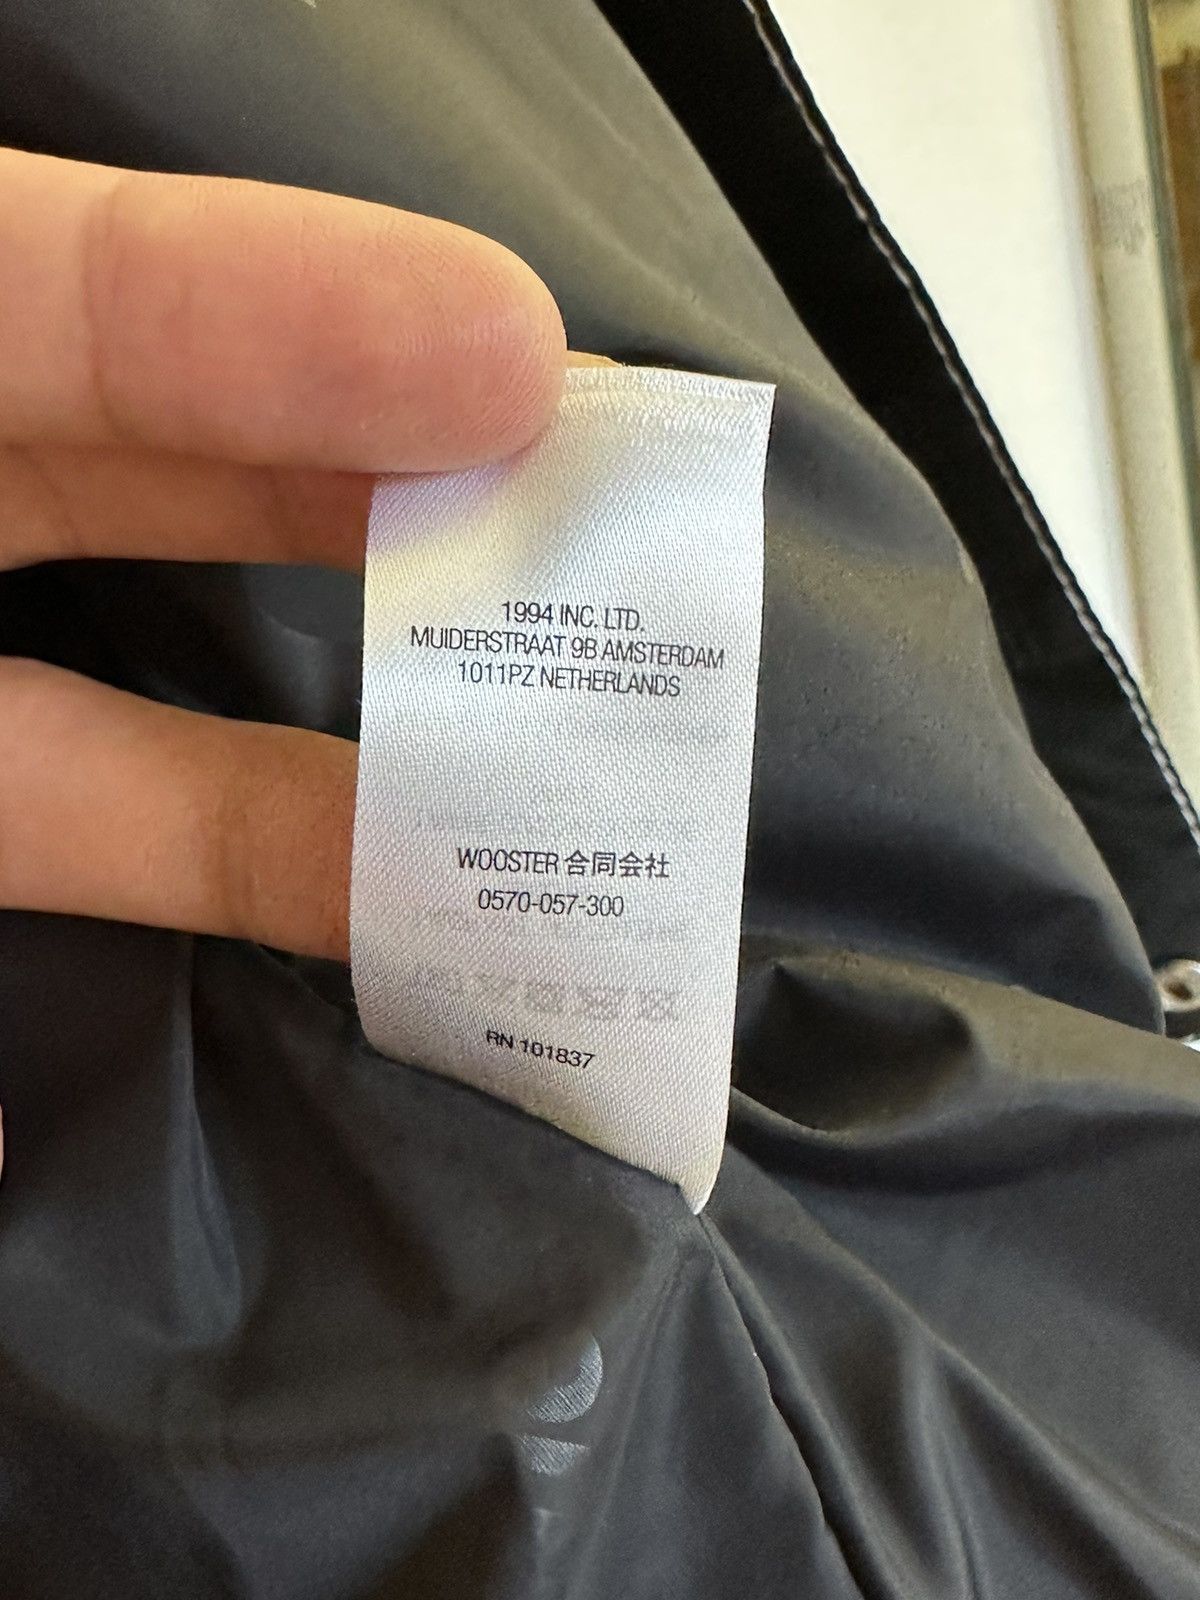 1994 INC. LTD.
MUIDERSTRAAT 9B AMSTERDAM
1011PZ NETHERLANDS
WOOSTER 合同会社
0570-057-300
RN 101837